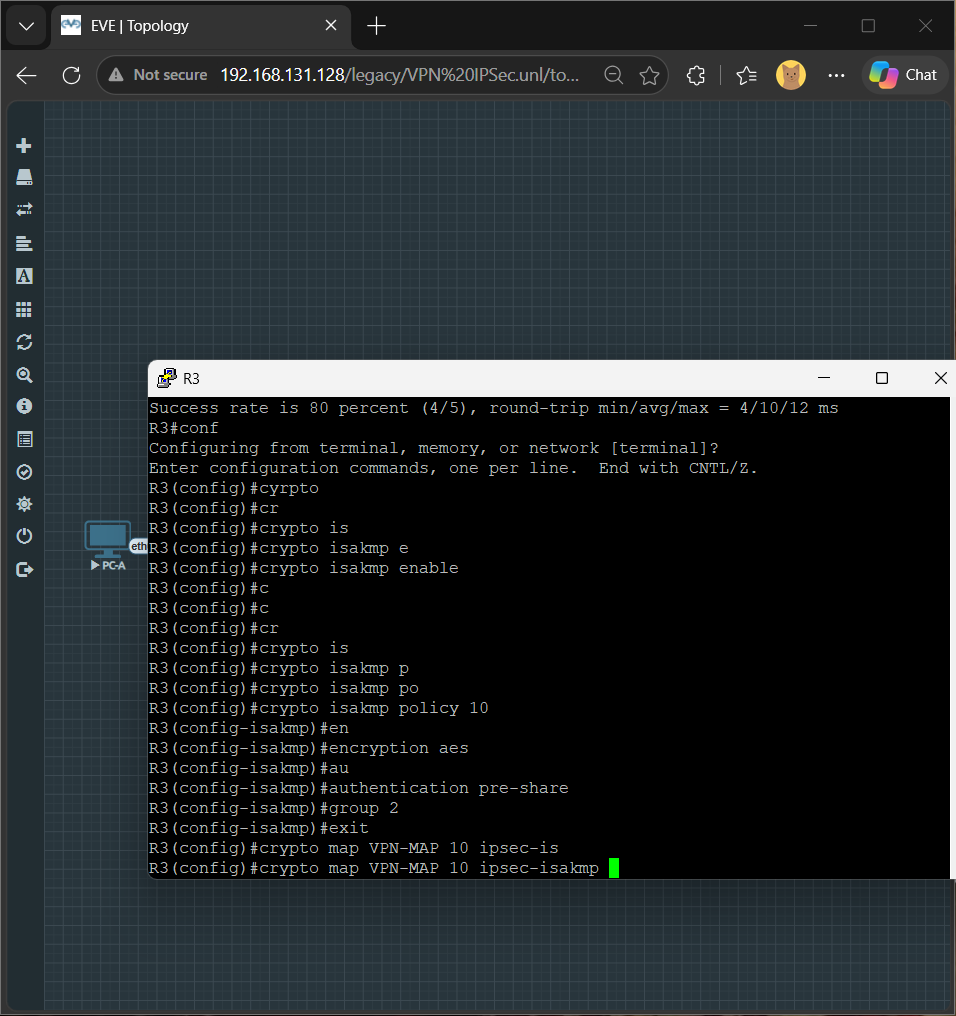 EVE | Topology
Not secure 192.168.131.128/legacy/VPN%20IPSec.unl/to...
Chat
A
R3
Success rate is 80 percent (4/5), round-trip min/avg/max = 4/10/12 ms
R3#conf
Configuring from terminal, memory, or network [terminal]?
Enter configuration commands, one per line.  End with CNTL/Z.
R3(config)#cyrpto
R3(config)#cr
R3(config)#crypto is
R3(config)#crypto isakmp e
R3(config)#crypto isakmp enable
R3(config)#c
R3(config)#c
R3(config)#cr
R3(config)#crypto is
R3(config)#crypto isakmp p
R3(config)#crypto isakmp po
R3(config)#crypto isakmp policy 10
R3(config-isakmp)#en
R3(config-isakmp)#encryption aes
R3(config-isakmp)#au
R3(config-isakmp)#authentication pre-share
R3(config-isakmp)#group 2
R3(config-isakmp)#exit
R3(config)#crypto map VPN-MAP 10 ipsec-is
R3(config)#crypto map VPN-MAP 10 ipsec-isakmp
eth
PC-A